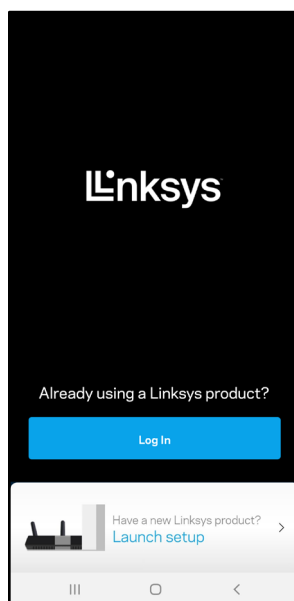 Linksys
Already using a Linksys product?
Log In
Have a new Linksys product?
Launch setup